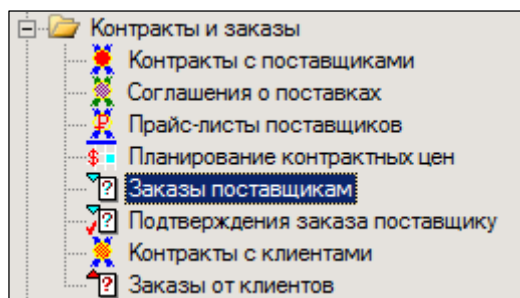 Контракты и заказы
Контракты с поставщиками
Соглашения о поставках
Прайс-листы поставщиков
Планирование контрактных цен
Заказы поставщикам
Подтверждения заказа поставщику
Контракты с клиентами
Заказы от клиентов